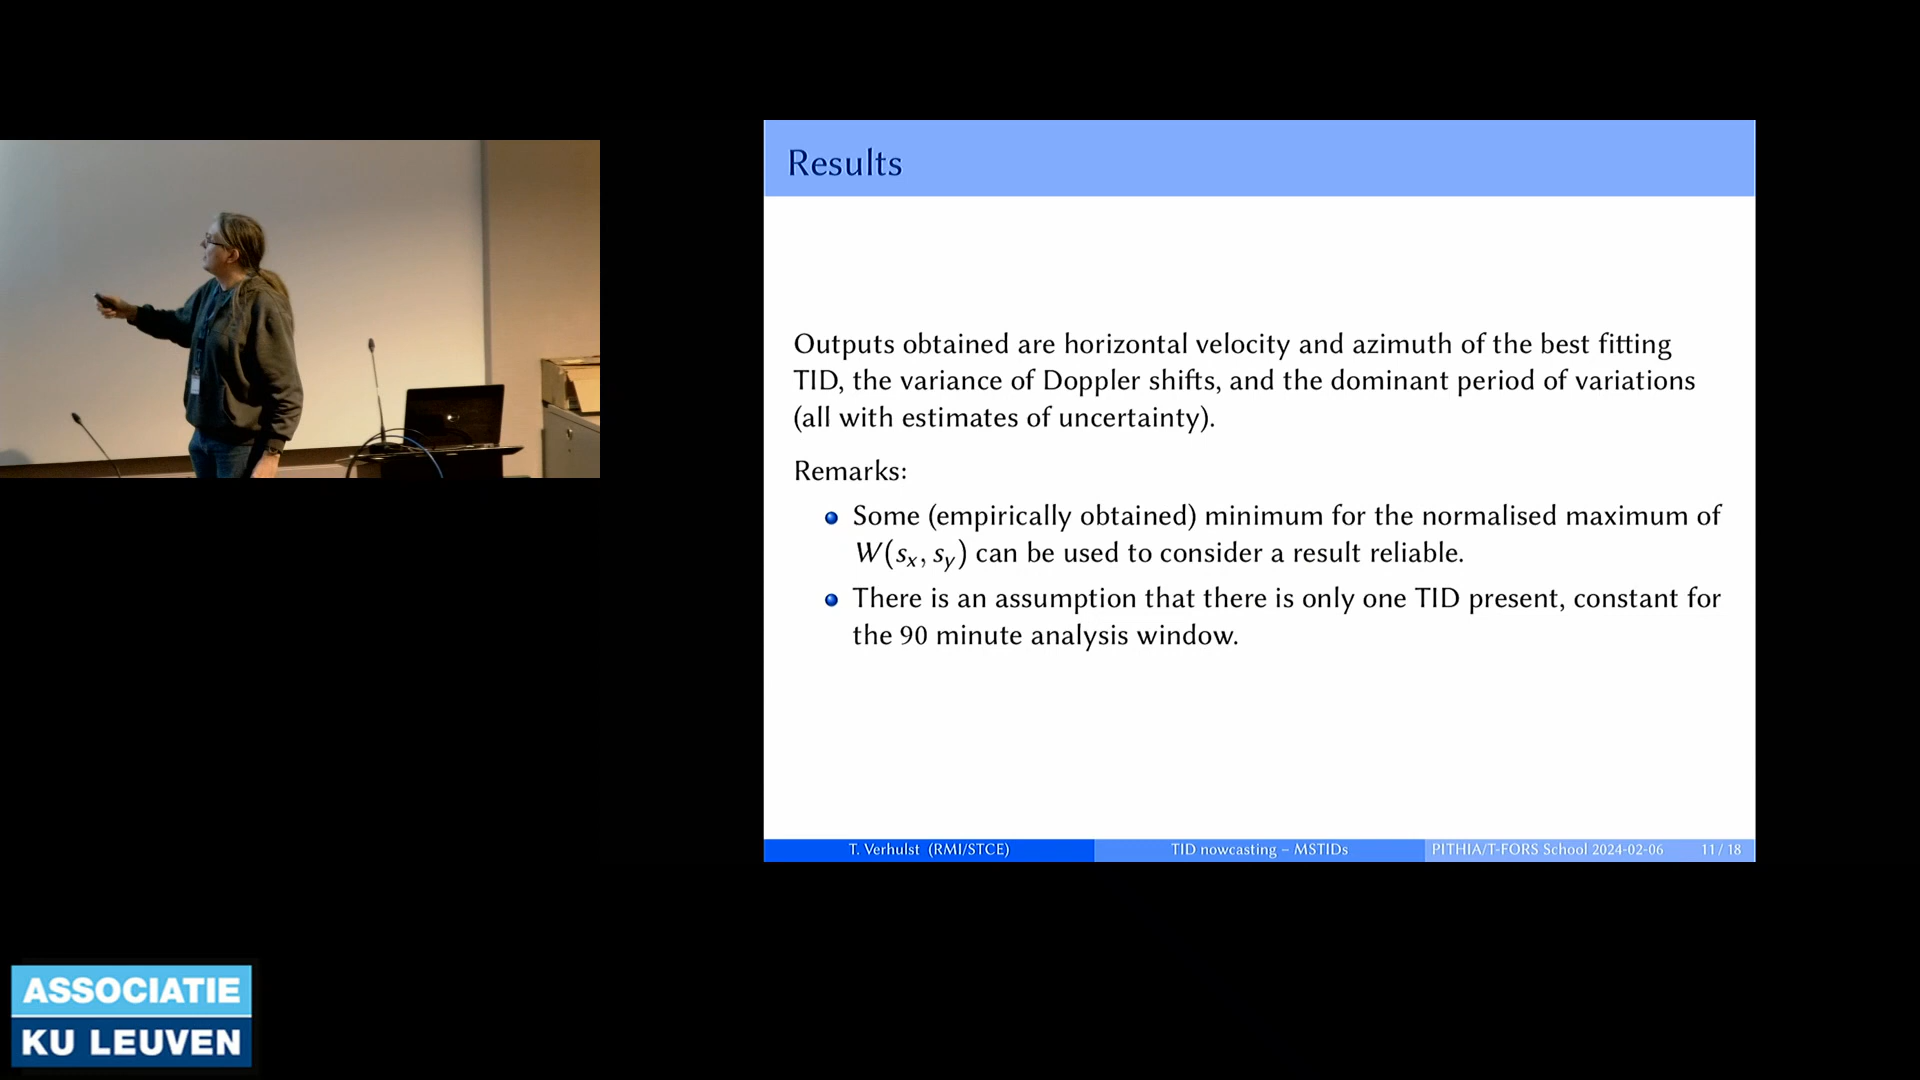 Results
Outputs obtained are horizontal velocity and azimuth of the best fitting
TID, the variance of Doppler shifts, and the dominant period of variations
(all with estimates of uncertainty).
Remarks:
Some (empirically obtained) minimum for the normalised maximum of
W(sx, sy) can be used to consider a result reliable.
There is an assumption that there is only one TID present, constant for
the 90 minute analysis window.
T. Verhulst (RMI/STCE) TID nowcasting – MSTIDs PITHIA/T-FORS School 2024-02-06 11 / 18
ASSOCIATIE
KU LEUVEN